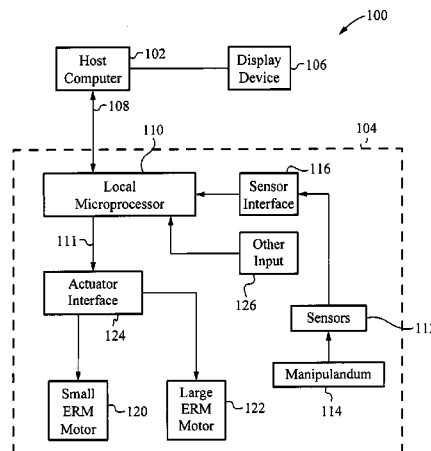 100
Host
Computer
102
Display
Device
106
108
104
110
Local
Microprocessor
116
Sensor
Interface
111
Other
Input
126
Actuator
Interface
124
Sensors
Manipulandum
114
Small
ERM
Motor
120
Large
ERM
Motor
122